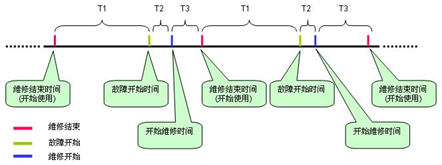 T1
T2
T3
T1
T2
T3
维修结束时间
(开始使用)
故障开始时间
开始维修时间
维修结束时间
(开始使用)
故障开始时间
开始维修时间
维修结束时间
(开始使用)
维修结束
故障开始
维修开始